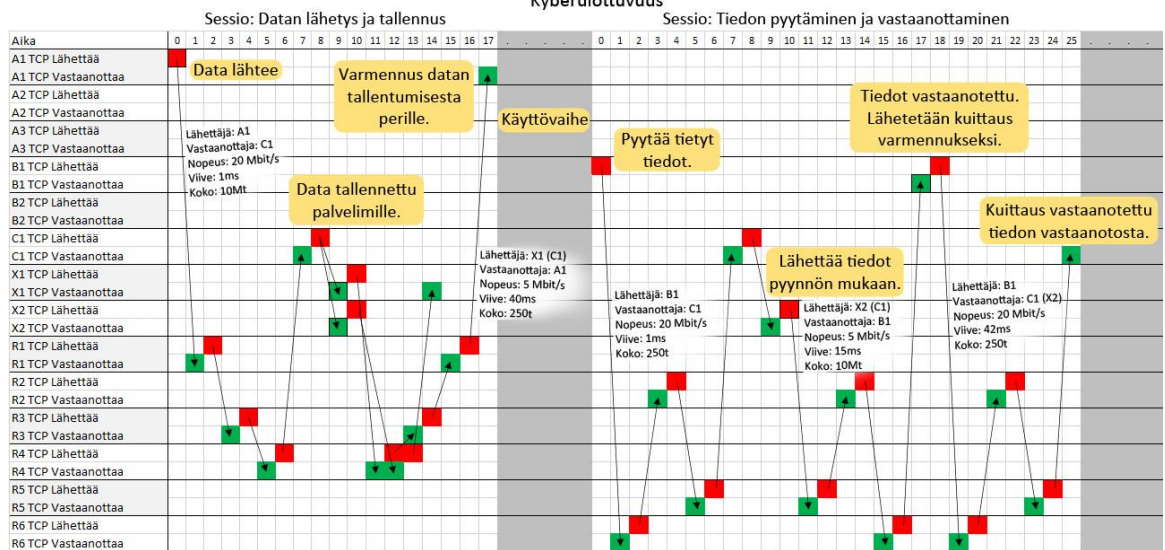 Kyberulottuvuus
Sessio: Datan lähetys ja tallennus
Sessio: Tiedon pyytäminen ja vastaanottaminen
Aika 0 1 2 3 4 5 6 7 8 9 10 11 12 13 14 15 16 17 . . . . . 0 1 2 3 4 5 6 7 8 9 10 11 12 13 14 15 16 17 18 19 20 21 22 23 24 25 . . . . .
A1 TCP Lähettää
A1 TCP Vastaanottaa
A2 TCP Lähettää
A2 TCP Vastaanottaa
A3 TCP Lähettää
A3 TCP Vastaanottaa
B1 TCP Lähettää
B1 TCP Vastaanottaa
B2 TCP Lähettää
B2 TCP Vastaanottaa
C1 TCP Lähettää
C1 TCP Vastaanottaa
X1 TCP Lähettää
X1 TCP Vastaanottaa
X2 TCP Lähettää
X2 TCP Vastaanottaa
R1 TCP Lähettää
R1 TCP Vastaanottaa
R2 TCP Lähettää
R2 TCP Vastaanottaa
R3 TCP Lähettää
R3 TCP Vastaanottaa
R4 TCP Lähettää
R4 TCP Vastaanottaa
R5 TCP Lähettää
R5 TCP Vastaanottaa
R6 TCP Lähettää
R6 TCP Vastaanottaa
Data lähtee
Lähettäjä: A1
Vastaanottaja: C1
Nopeus: 20 Mbit/s
Viive: 1ms
Koko: 10Mt
Varmennus datan
tallentumisesta
perille.
Data tallennettu
palvelimille.
Lähettäjä: X1 (C1)
Vastaanottaja: A1
Nopeus: 5 Mbit/s
Viive: 40ms
Koko: 250t
Käyttövaihe
Pyytää tietyt
tiedot.
Lähettäjä: B1
Vastaanottaja: C1
Nopeus: 20 Mbit/s
Viive: 1ms
Koko: 250t
Lähettää tiedot
pyynnön mukaan.
Lähettäjä: X2 (C1)
Vastaanottaja: B1
Nopeus: 5 Mbit/s
Viive: 15ms
Koko: 10Mt
Tiedot vastaanotettu.
Lähetetään kuittaus
varmennukseksi.
Lähettäjä: B1
Vastaanottaja: C1 (X2)
Nopeus: 20 Mbit/s
Viive: 42ms
Koko: 250t
Kuittaus vastaanotettu
tiedon vastaanotosta.